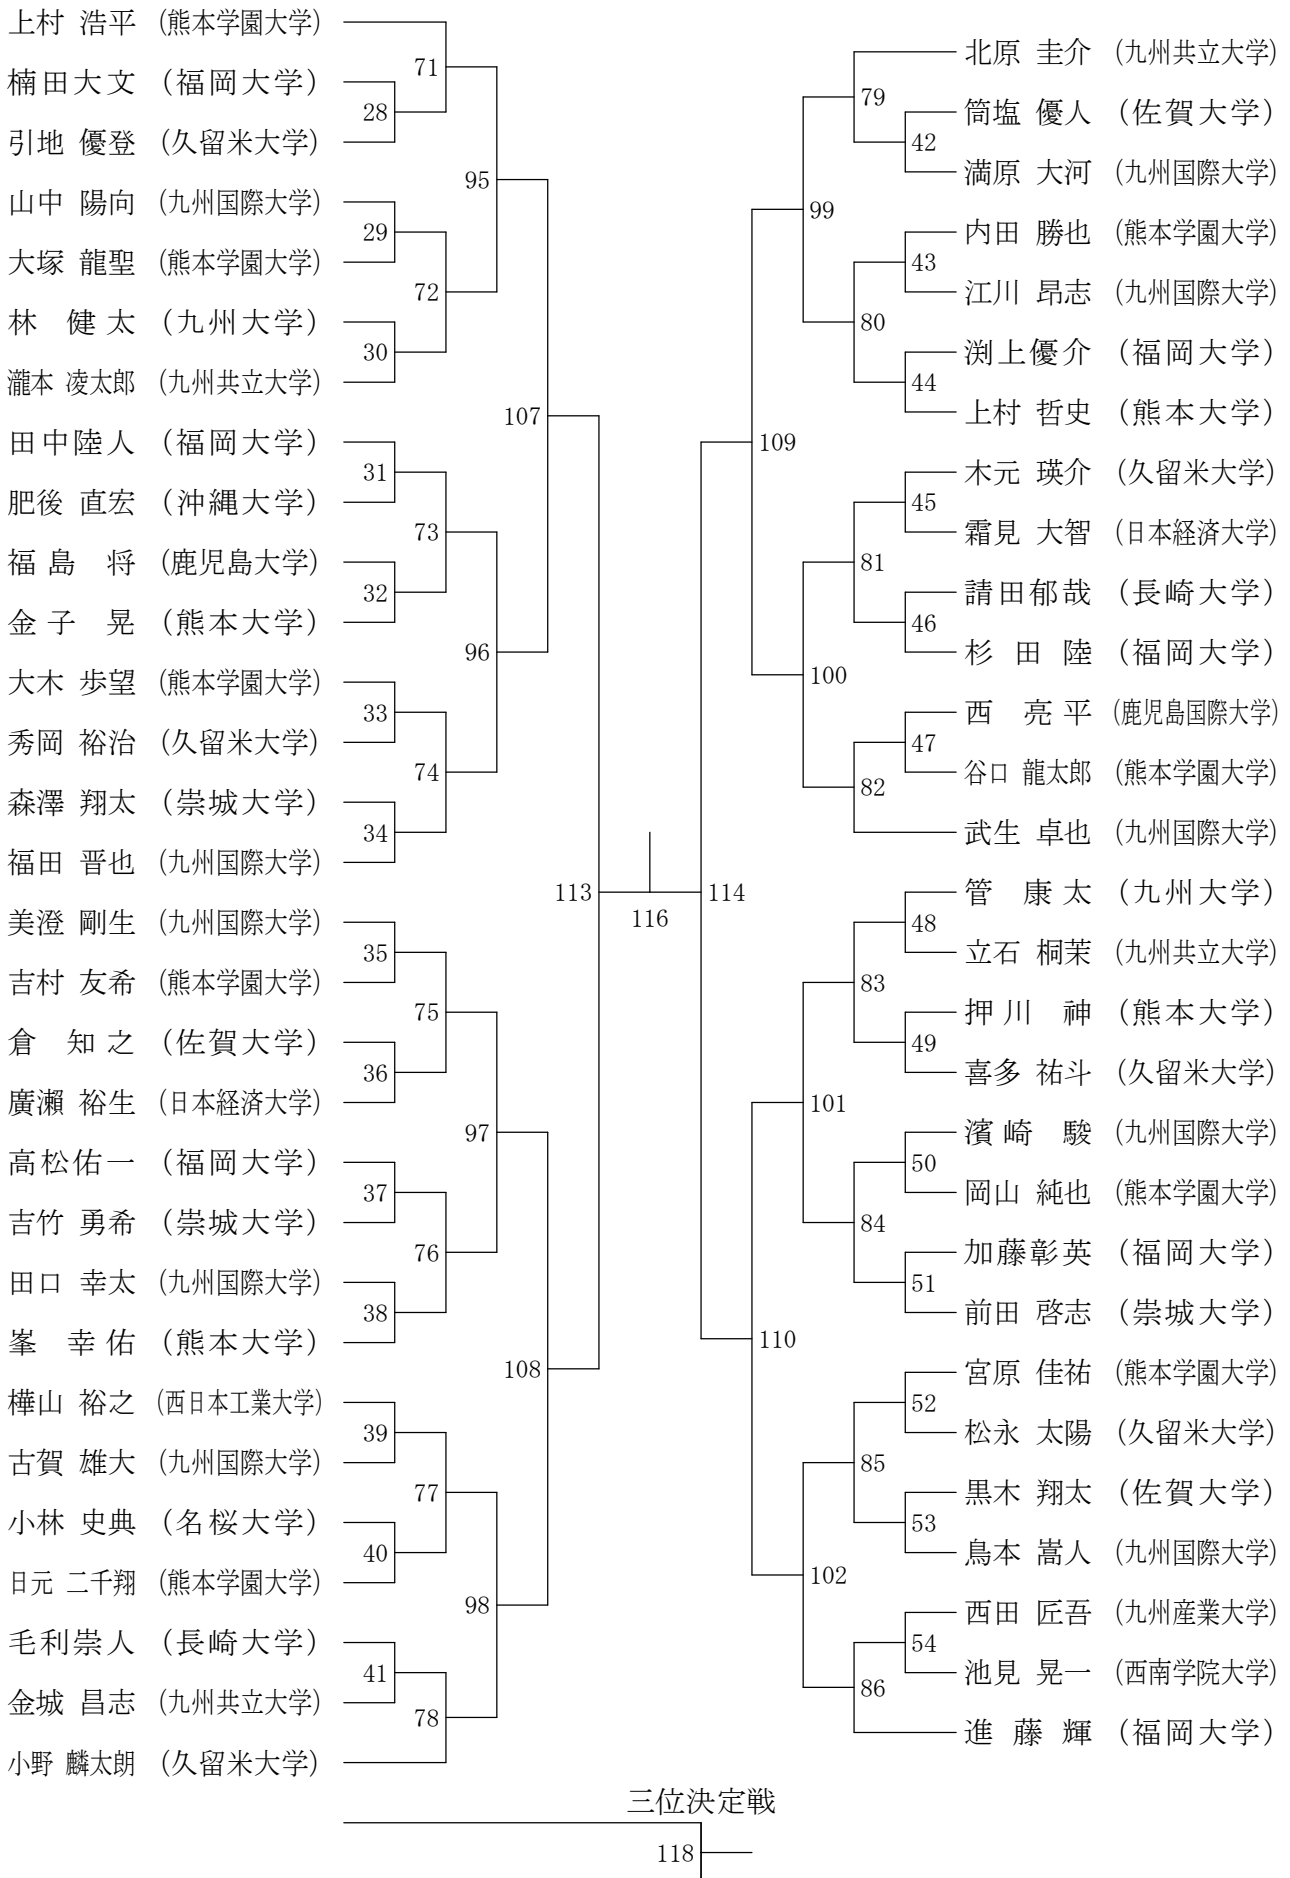 上村 浩平 (熊本学園大学)
楠田大文 (福岡大学)
引地 優登 (久留米大学)
山中 陽向 (九州国際大学)
大塚 龍聖 (熊本学園大学)
林 健太 (九州大学)
瀧本 凌太郎 (九州共立大学)
田中陸人 (福岡大学)
肥後 直宏 (沖縄大学)
福島 将 (鹿児島大学)
金子 晃 (熊本大学)
大木 歩望 (熊本学園大学)
秀岡 裕治 (久留米大学)
森澤 翔太 (崇城大学)
福田 晋也 (九州国際大学)
美澄 剛生 (九州国際大学)
吉村 友希 (熊本学園大学)
倉 知之 (佐賀大学)
廣瀬 裕生 (日本経済大学)
高松佑一 (福岡大学)
吉竹 勇希 (崇城大学)
田口 幸太 (九州国際大学)
峯 幸佑 (熊本大学)
樺山 裕之 (西日本工業大学)
古賀 雄大 (九州国際大学)
小林 史典 (名桜大学)
日元 二千翔 (熊本学園大学)
毛利崇人 (長崎大学)
金城 昌志 (九州共立大学)
小野 麟太朗 (久留米大学)
28
29
30
31
32
33
34
35
36
37
38
39
40
41
71
72
73
74
75
76
77
78
95
96
97
98
107
108
113
116
114
109
110
99
100
101
102
79
80
81
82
83
84
85
86
42
43
44
45
46
47
48
49
50
51
52
53
54
北原 圭介 (九州共立大学)
筒塩 優人 (佐賀大学)
満原 大河 (九州国際大学)
内田 勝也 (熊本学園大学)
江川 昂志 (九州国際大学)
渕上優介 (福岡大学)
上村 哲史 (熊本大学)
木元 瑛介 (久留米大学)
霜見 大智 (日本経済大学)
請田郁哉 (長崎大学)
杉田陸 (福岡大学)
西 亮平 (鹿児島国際大学)
谷口 龍太郎 (熊本学園大学)
武生 卓也 (九州国際大学)
管 康太 (九州大学)
立石 桐茉 (九州共立大学)
押川 神 (熊本大学)
喜多 祐斗 (久留米大学)
濱崎 駿 (九州国際大学)
岡山 純也 (熊本学園大学)
加藤彰英 (福岡大学)
前田 啓志 (崇城大学)
宮原 佳祐 (熊本学園大学)
松永 太陽 (久留米大学)
黒木 翔太 (佐賀大学)
鳥本 嵩人 (九州国際大学)
西田 匠吾 (九州産業大学)
池見 晃一 (西南学院大学)
進藤輝 (福岡大学)
三位決定戦
118